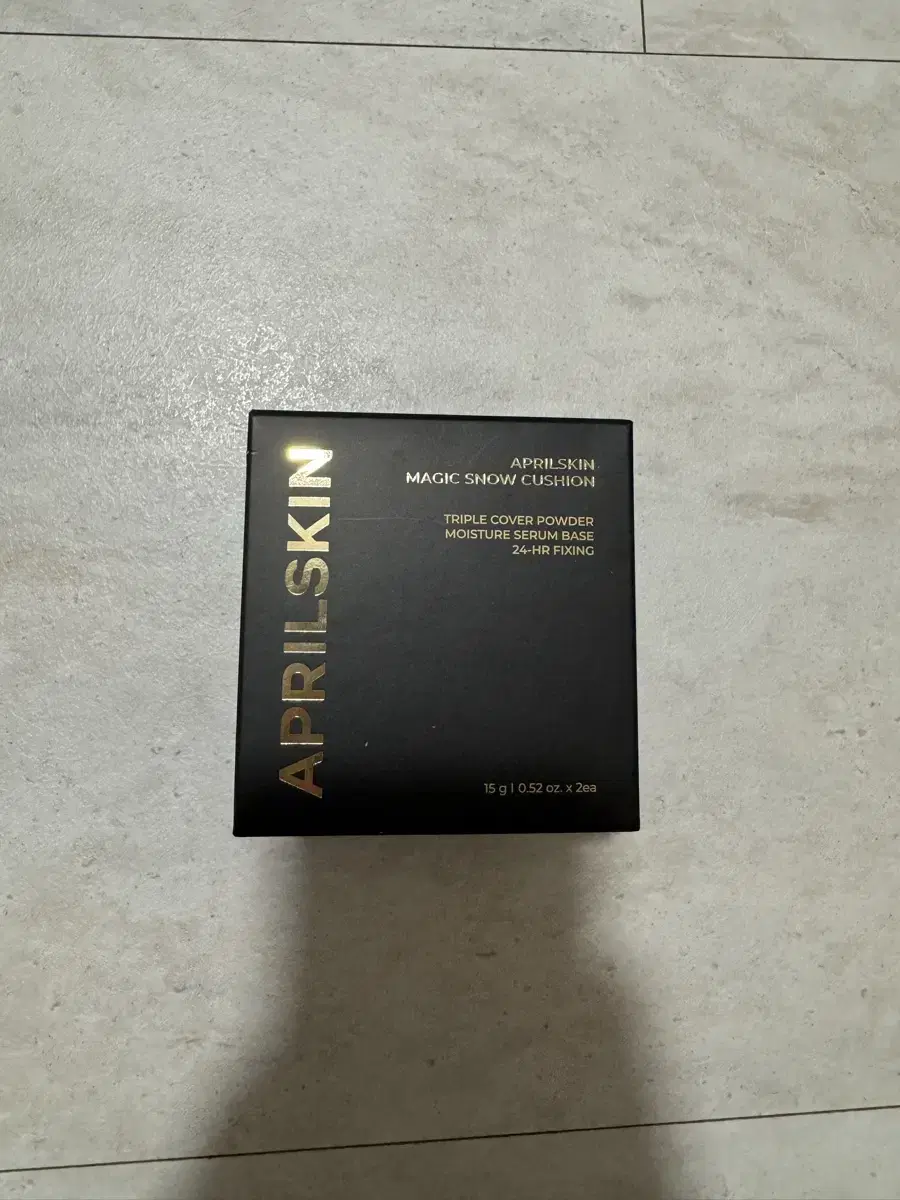 APRILSKIN
APRILSKIN
MAGIC SNOW CUSHION
TRIPLE COVER POWDER
MOISTURE SERUM BASE
24-HR FIXING
15 g l 0.52 oz. x 2ea